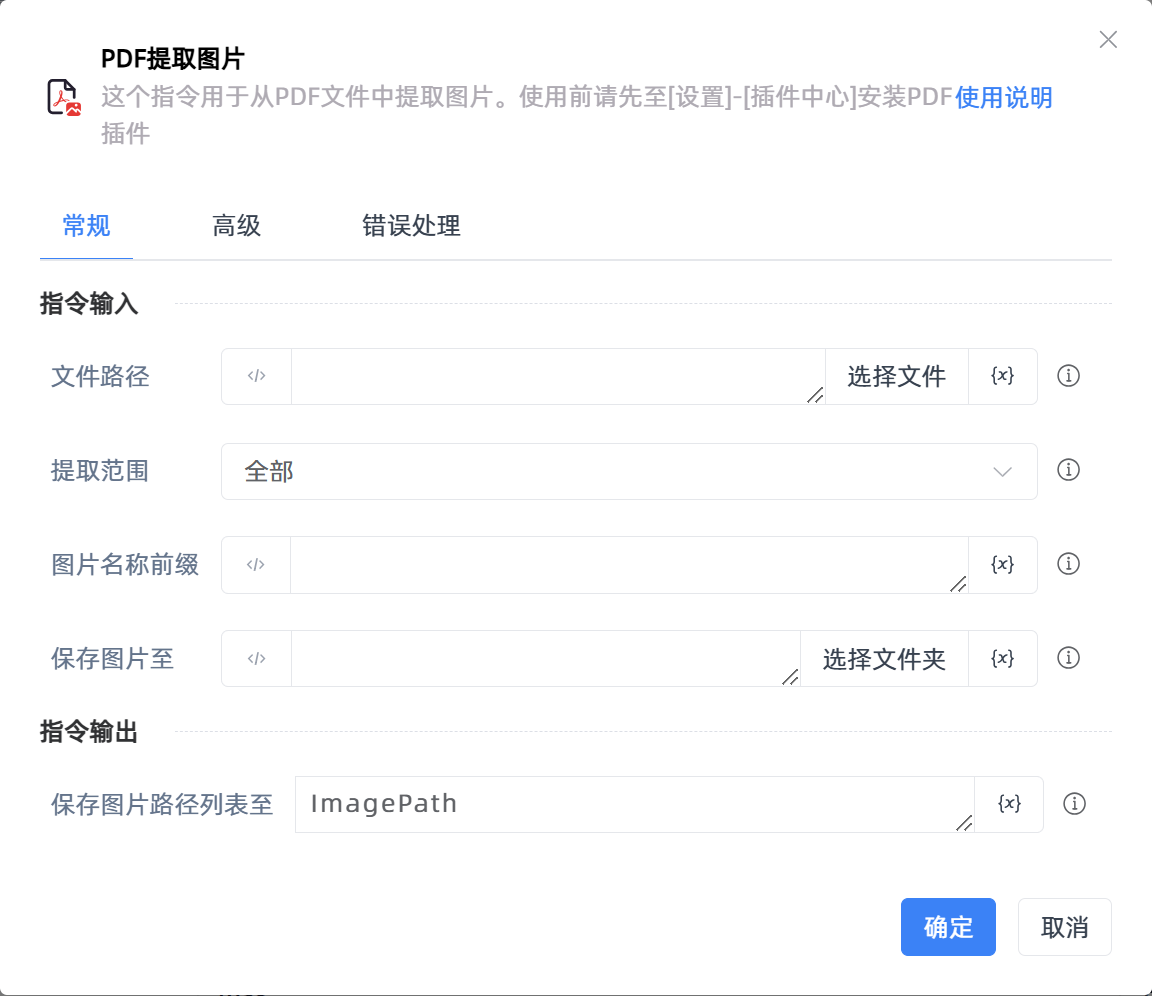 PDF提取图片
这个指令用于从PDF文件中提取图片。使用前请先至[设置]-[插件中心]安装PDF使用说明
插件
常规 高级 错误处理
指令输入
文件路径 </> 选择文件 {x}
提取范围 全部
图片名称前缀 </> {x}
保存图片至 </> 选择文件夹 {x}
指令输出
保存图片路径列表至 ImagePath {x}
确定 取消